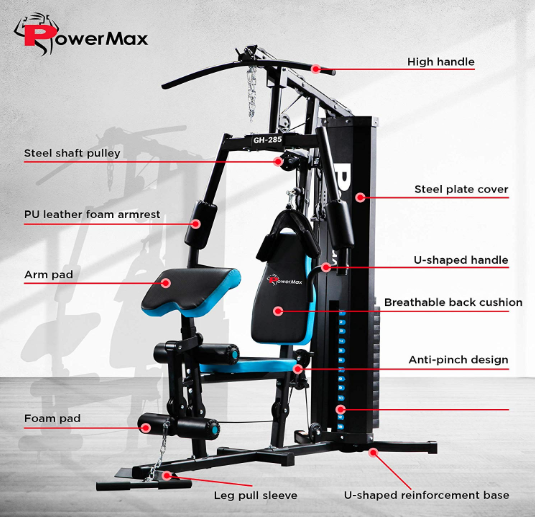 PowerMax
High handle
GH-285
Steel shaft pulley
Steel plate cover
PU leather foam armrest
U-shaped handle
Arm pad
PowerMax
Breathable back cushion
Anti-pinch design
Foam pad
Leg pull sleeve
U-shaped reinforcement base